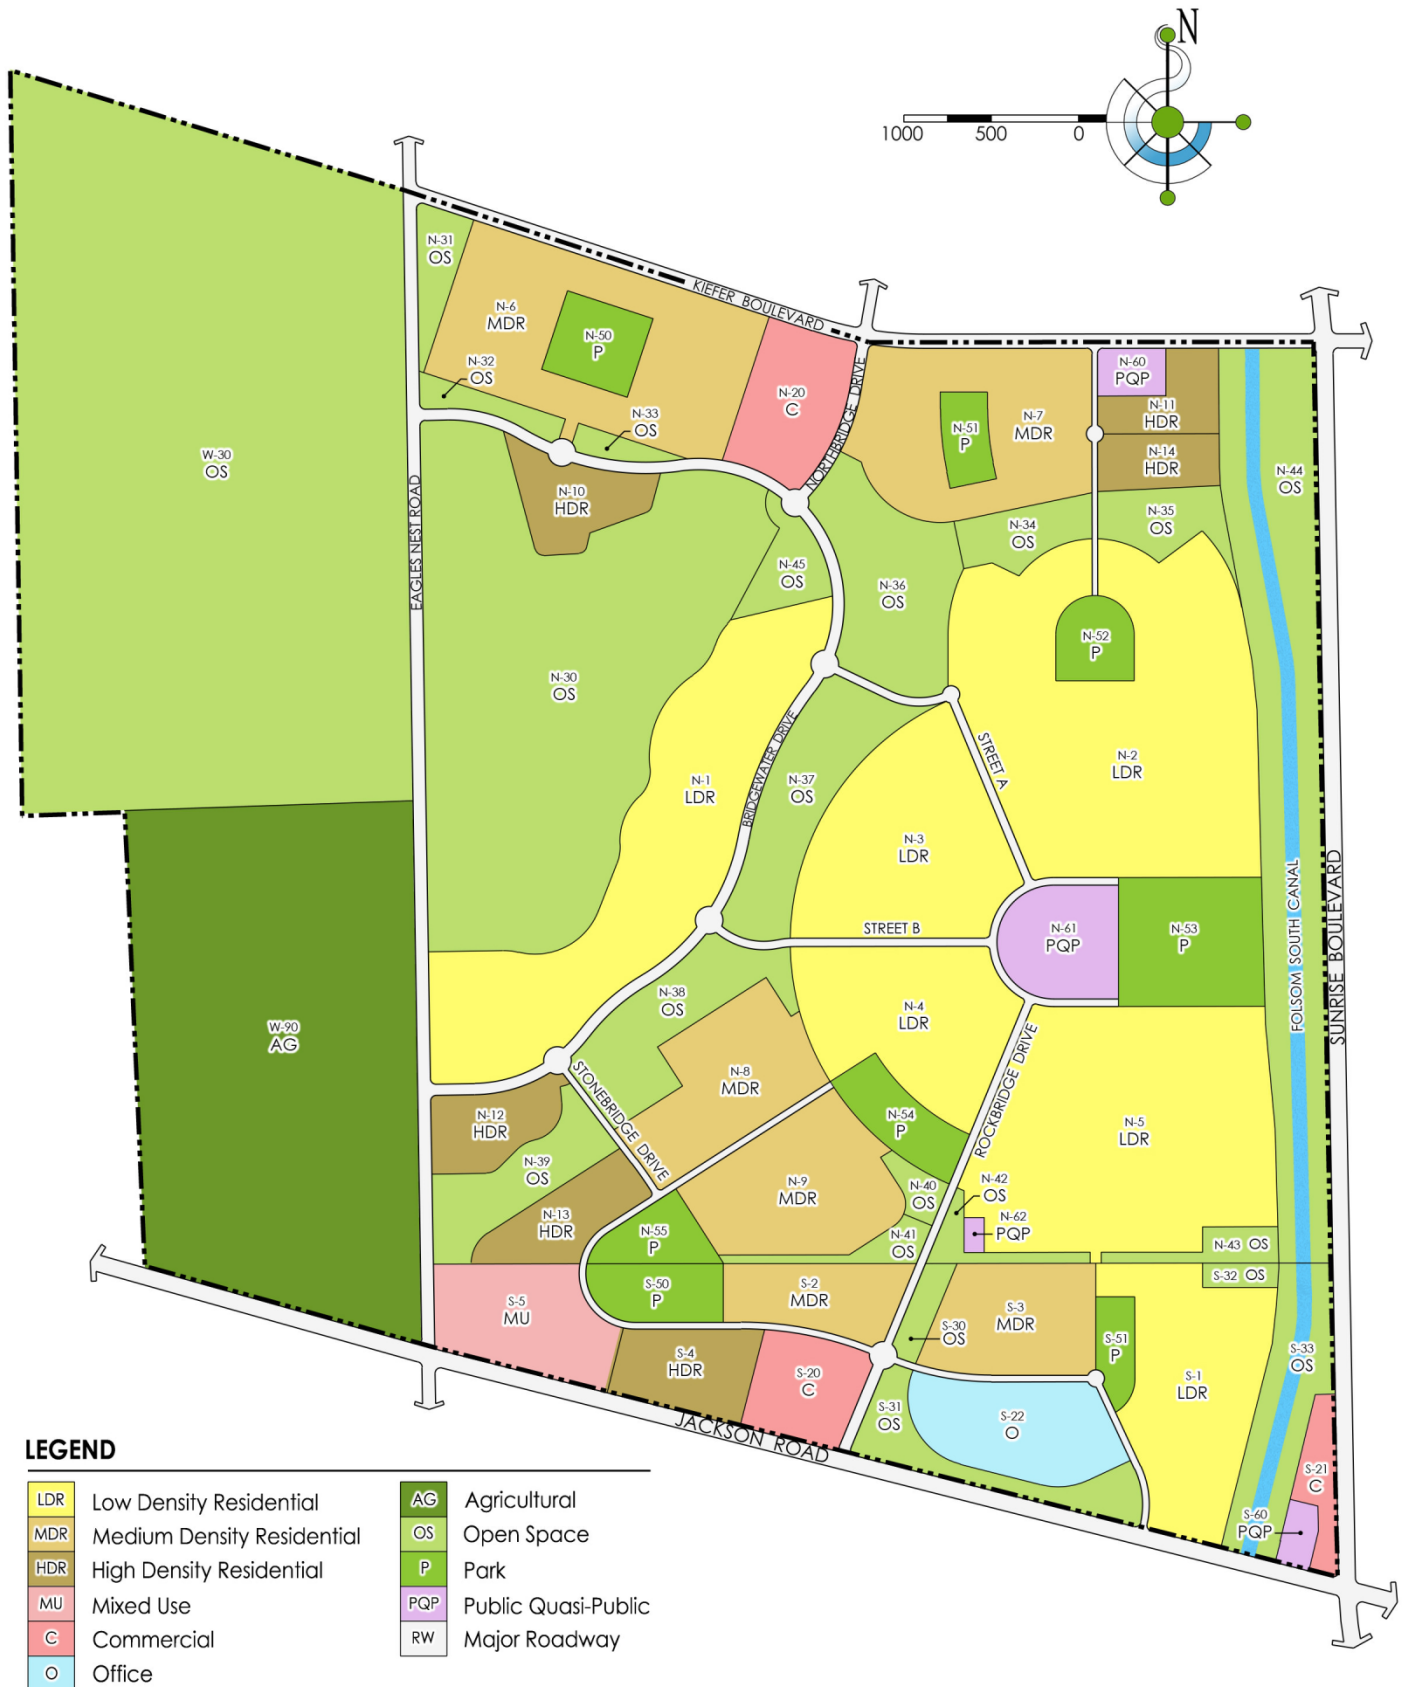 N
1000 500 0
KIEFER BOULEVARD
N-31
OS
N-6
MDR
N-50
P
N-32
OS
N-33
OS
N-20
C
NORTHBRIDGE DRIVE
N-60
PQP
N-11
HDR
N-7
MDR
N-51
P
N-14
HDR
N-44
OS
W-30
OS
N-10
HDR
EAGLES NEST ROAD
N-34
OS
N-35
OS
N-45
OS
N-36
OS
N-52
P
N-30
OS
N-1
LDR
BRIDGEWATER DRIVE
N-37
OS
STREET A
N-2
LDR
N-3
LDR
STREET B
N-61
PQP
N-53
P
FOLSOM SOUTH CANAL
SUNRISE BOULEVARD
N-38
OS
N-4
LDR
W-90
AG
ROCKBRIDGE DRIVE
N-8
MDR
STONEBRIDGE DRIVE
N-12
HDR
N-54
P
N-5
LDR
N-39
OS
N-9
MDR
N-40
OS
N-42
OS
N-13
HDR
N-55
P
N-41
OS
N-62
PQP
N-43 OS
S-32 OS
S-5
MU
S-50
P
S-2
MDR
S-3
MDR
S-30
OS
S-51
P
S-33
OS
S-4
HDR
S-20
C
S-1
LDR
S-31
OS
S-22
O
JACKSON ROAD
S-21
C
S-60
PQP
LEGEND
LDR Low Density Residential
MDR Medium Density Residential
HDR High Density Residential
MU Mixed Use
C Commercial
O Office
AG Agricultural
OS Open Space
P Park
PQP Public Quasi-Public
RW Major Roadway